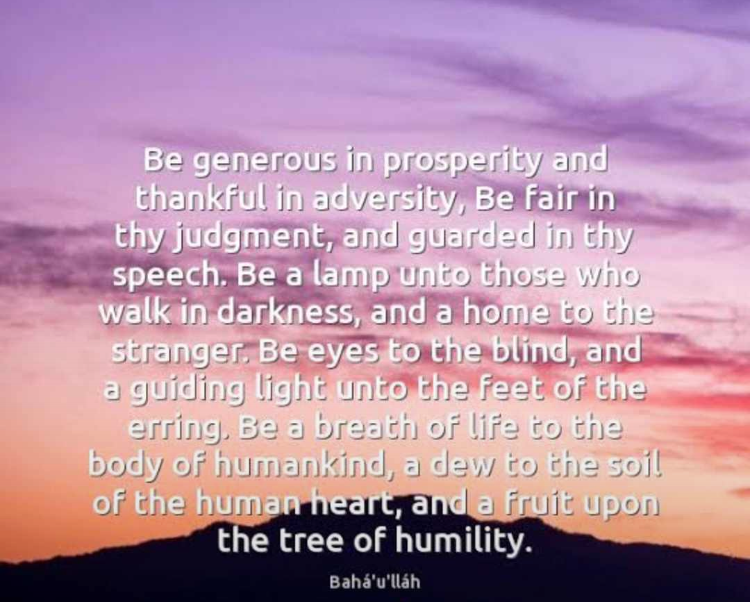 Be generous in prosperity and
thankful in adversity, Be fair in
thy judgment, and guarded in thy
speech. Be a lamp unto those who
walk in darkness, and a home to the
stranger. Be eyes to the blind, and
a guiding light unto the feet of the
erring. Be a breath of life to the
body of humankind, a dew to the soil
of the human heart, and a fruit upon
the tree of humility.
Bahá'u'lláh